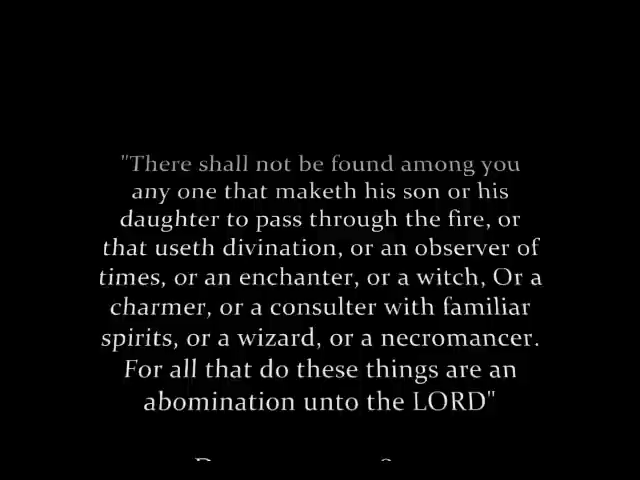 "There shall not be found among you
any one that maketh his son or his
daughter to pass through the fire, or
that useth divination, or an observer of
times, or an enchanter, or a witch, Or a
charmer, or a consulter with familiar
spirits, or a wizard, or a necromancer.
For all that do these things are an
abomination unto the LORD"